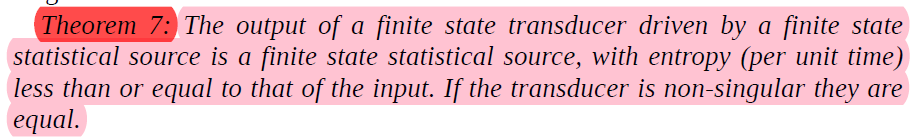 Theorem 7: The output of a finite state transducer driven by a finite state
statistical source is a finite state statistical source, with entropy (per unit time)
less than or equal to that of the input. If the transducer is non-singular they are
equal.